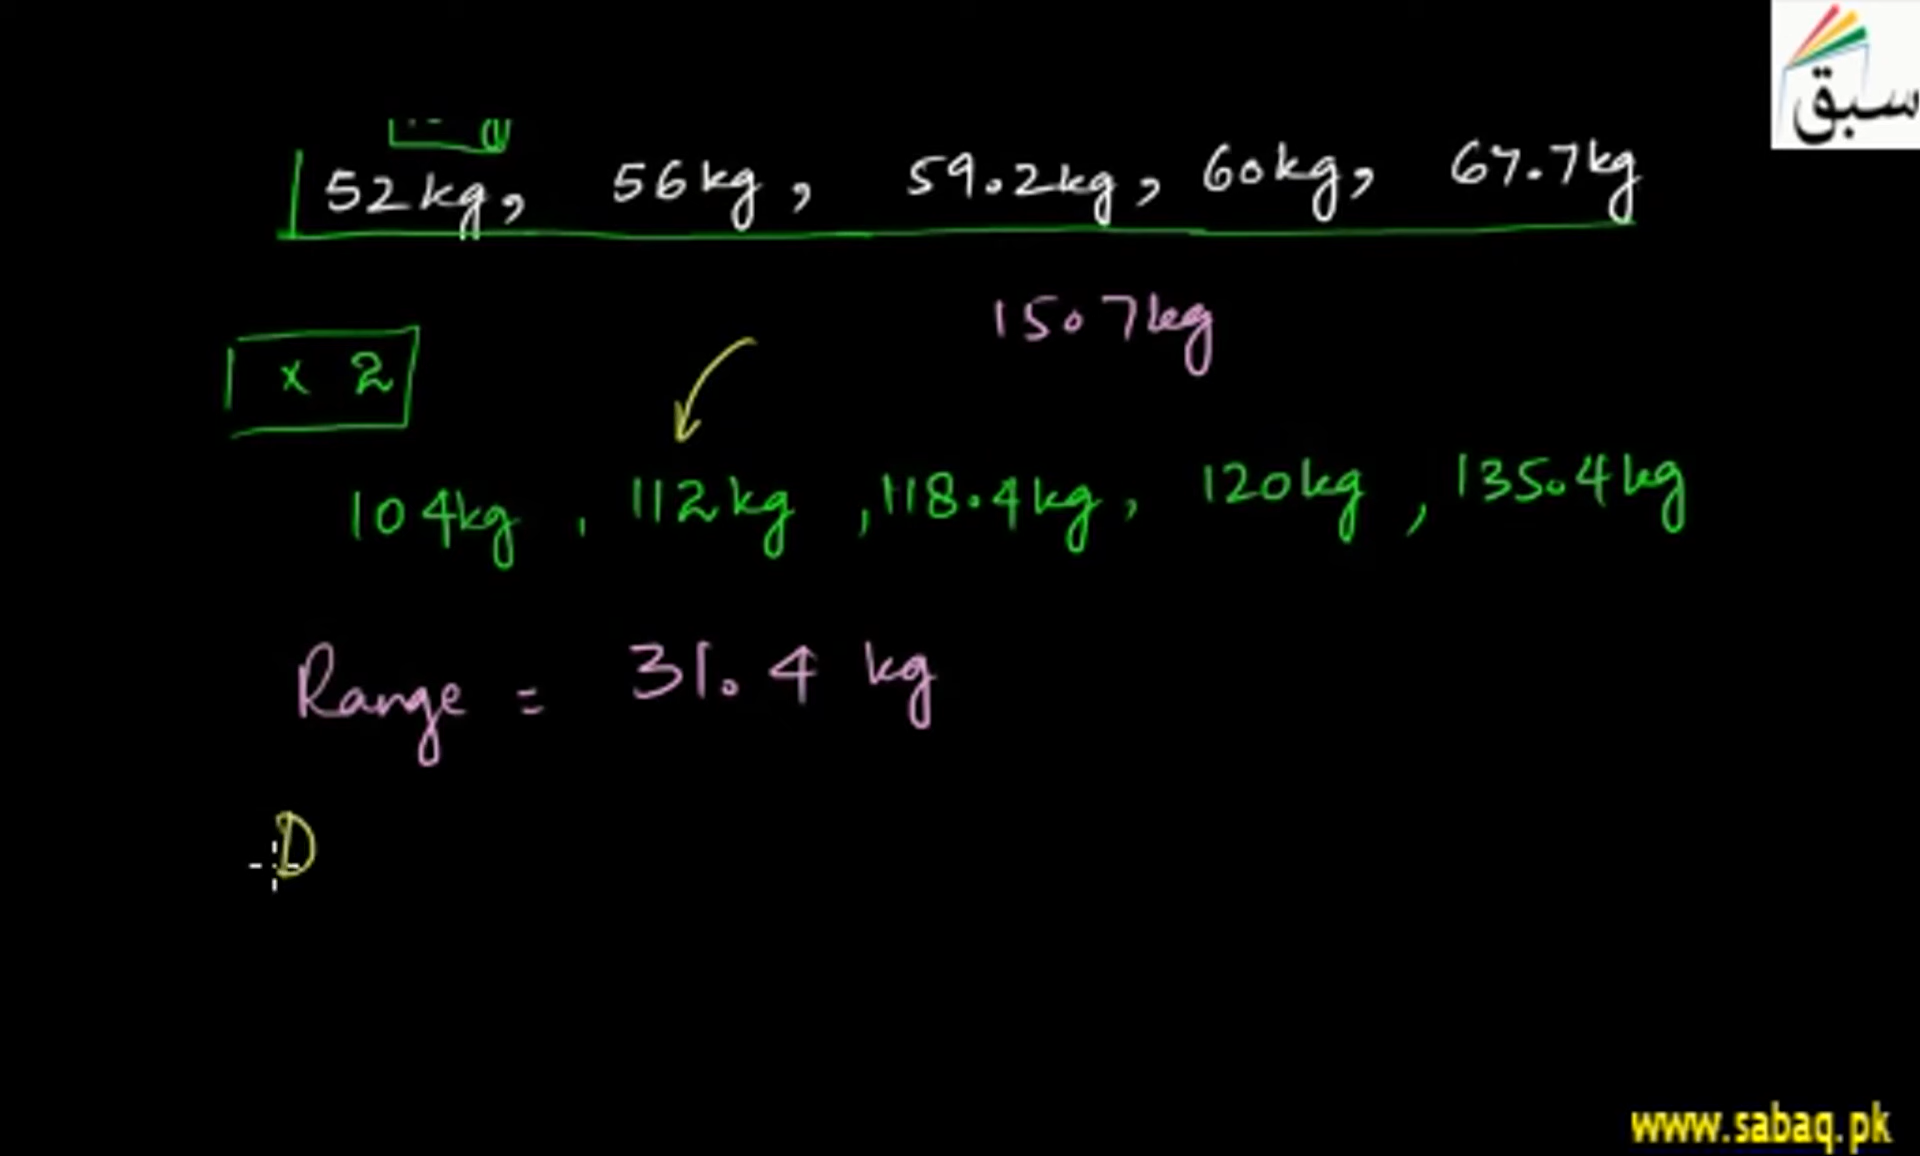 سبق
52kg, 56kg, 59.2kg, 60kg, 67.7kg
15.7kg
x 2
104kg, 112kg, 118.4kg, 120kg, 135.4kg
Range = 31.4 kg
D
www.sabaq.pk